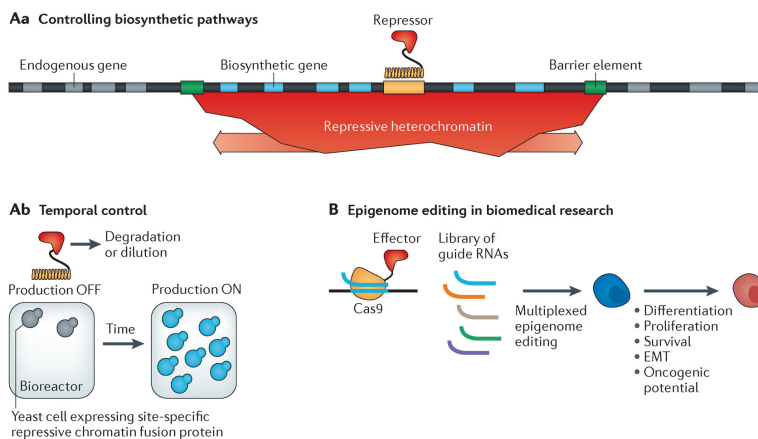 Aa Controlling biosynthetic pathways
Repressor
Endogenous gene
Biosynthetic gene
Barrier element
Repressive heterochromatin
Ab Temporal control
Degradation
or dilution
Production OFF
Production ON
Time
Bioreactor
Yeast cell expressing site-specific
repressive chromatin fusion protein
B Epigenome editing in biomedical research
Effector
Cas9
Library of
guide RNAs
Multiplexed
epigenome
editing
• Differentiation
• Proliferation
• Survival
• EMT
• Oncogenic
potential